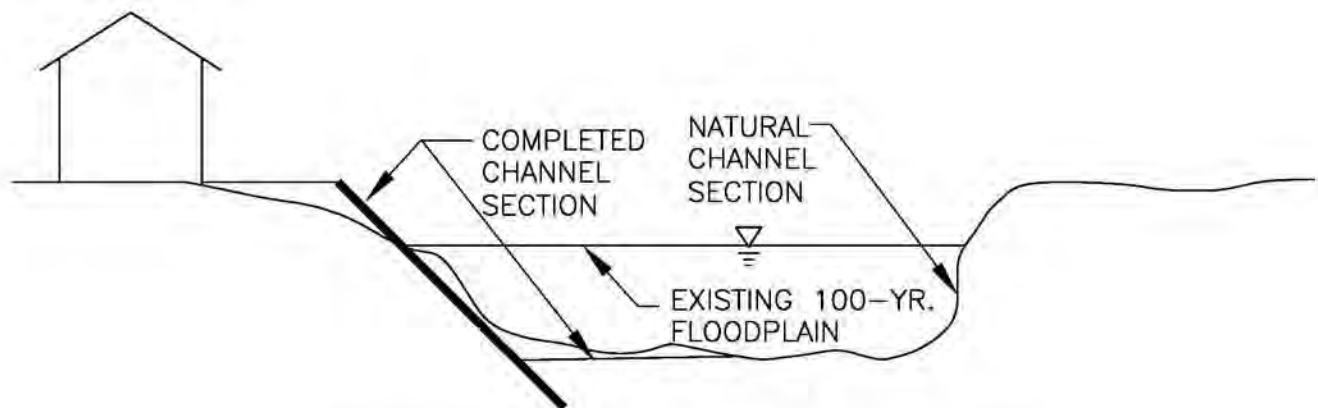 COMPLETED
CHANNEL
SECTION
NATURAL
CHANNEL
SECTION
EXISTING 100-YR.
FLOODPLAIN